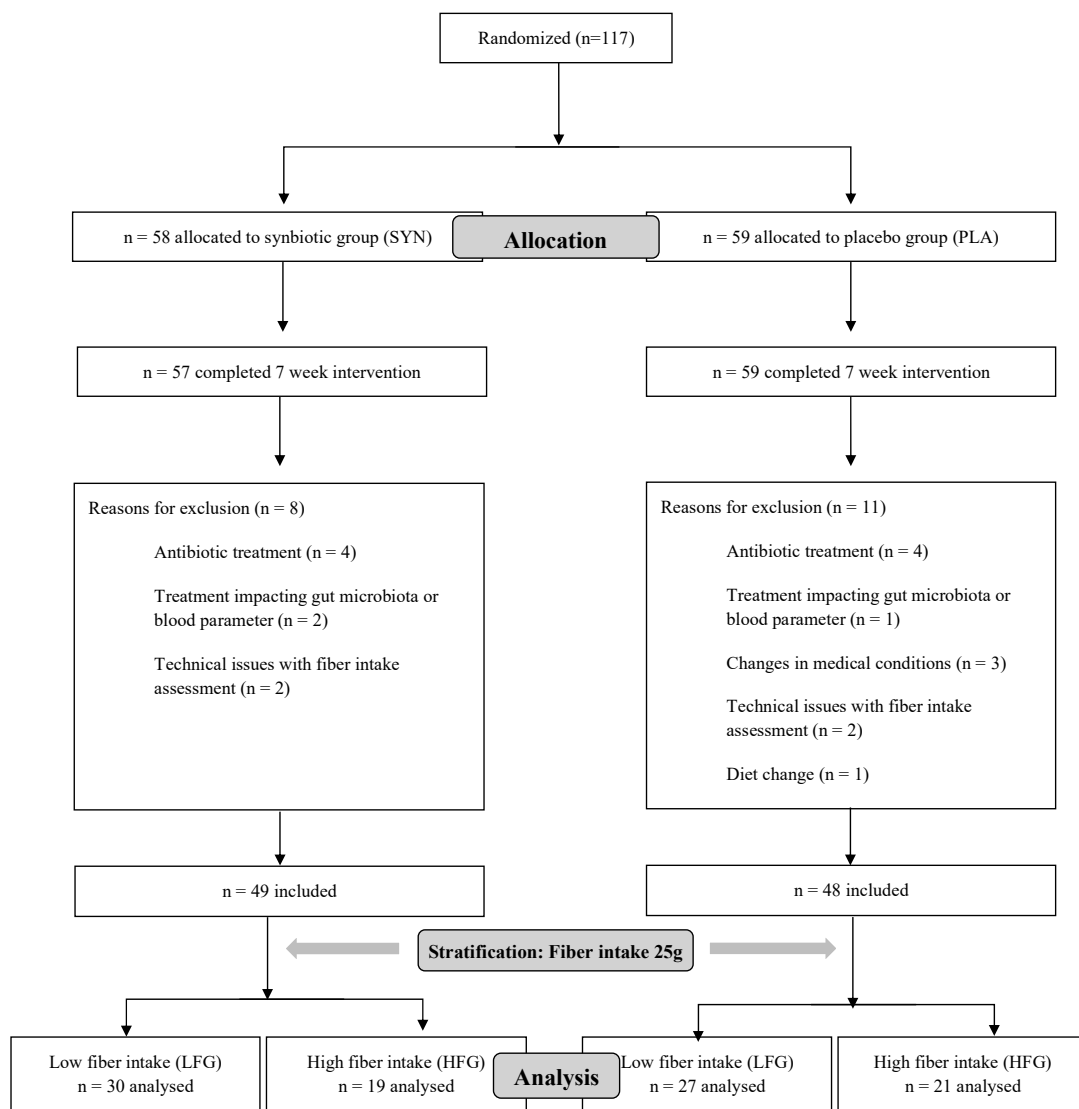 Randomized (n=117)
n = 58 allocated to synbiotic group (SYN)
Allocation
n = 59 allocated to placebo group (PLA)
n = 57 completed 7 week intervention
n = 59 completed 7 week intervention
Reasons for exclusion (n = 8)
Antibiotic treatment (n = 4)
Treatment impacting gut microbiota or
blood parameter (n = 2)
Technical issues with fiber intake
assessment (n = 2)
Reasons for exclusion (n = 11)
Antibiotic treatment (n = 4)
Treatment impacting gut microbiota or
blood parameter (n = 1)
Changes in medical conditions (n = 3)
Technical issues with fiber intake
assessment (n = 2)
Diet change (n = 1)
n = 49 included
n = 48 included
Stratification: Fiber intake 25g
Low fiber intake (LFG)
n = 30 analysed
High fiber intake (HFG)
n = 19 analysed
Analysis
Low fiber intake (LFG)
n = 27 analysed
High fiber intake (HFG)
n = 21 analysed